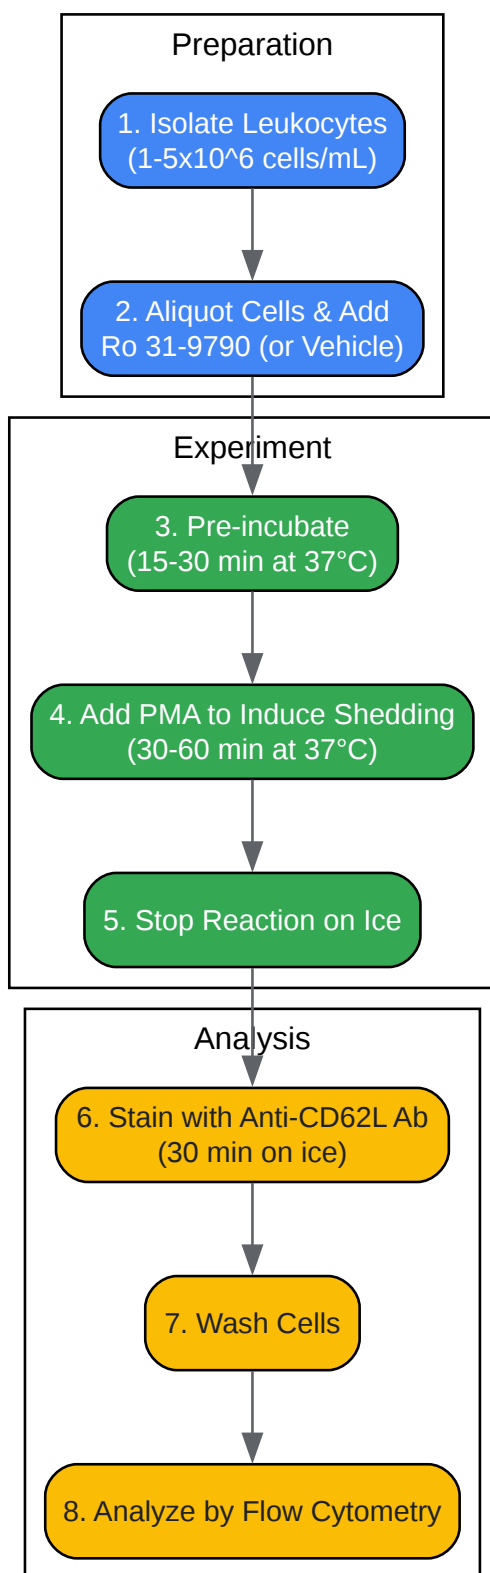 Preparation
1. Isolate Leukocytes
(1-5x10^6 cells/mL)
2. Aliquot Cells & Add
Ro 31-9790 (or Vehicle)
Experiment
3. Pre-incubate
(15-30 min at 37°C)
4. Add PMA to Induce Shedding
(30-60 min at 37°C)
5. Stop Reaction on Ice
Analysis
6. Stain with Anti-CD62L Ab
(30 min on ice)
7. Wash Cells
8. Analyze by Flow Cytometry